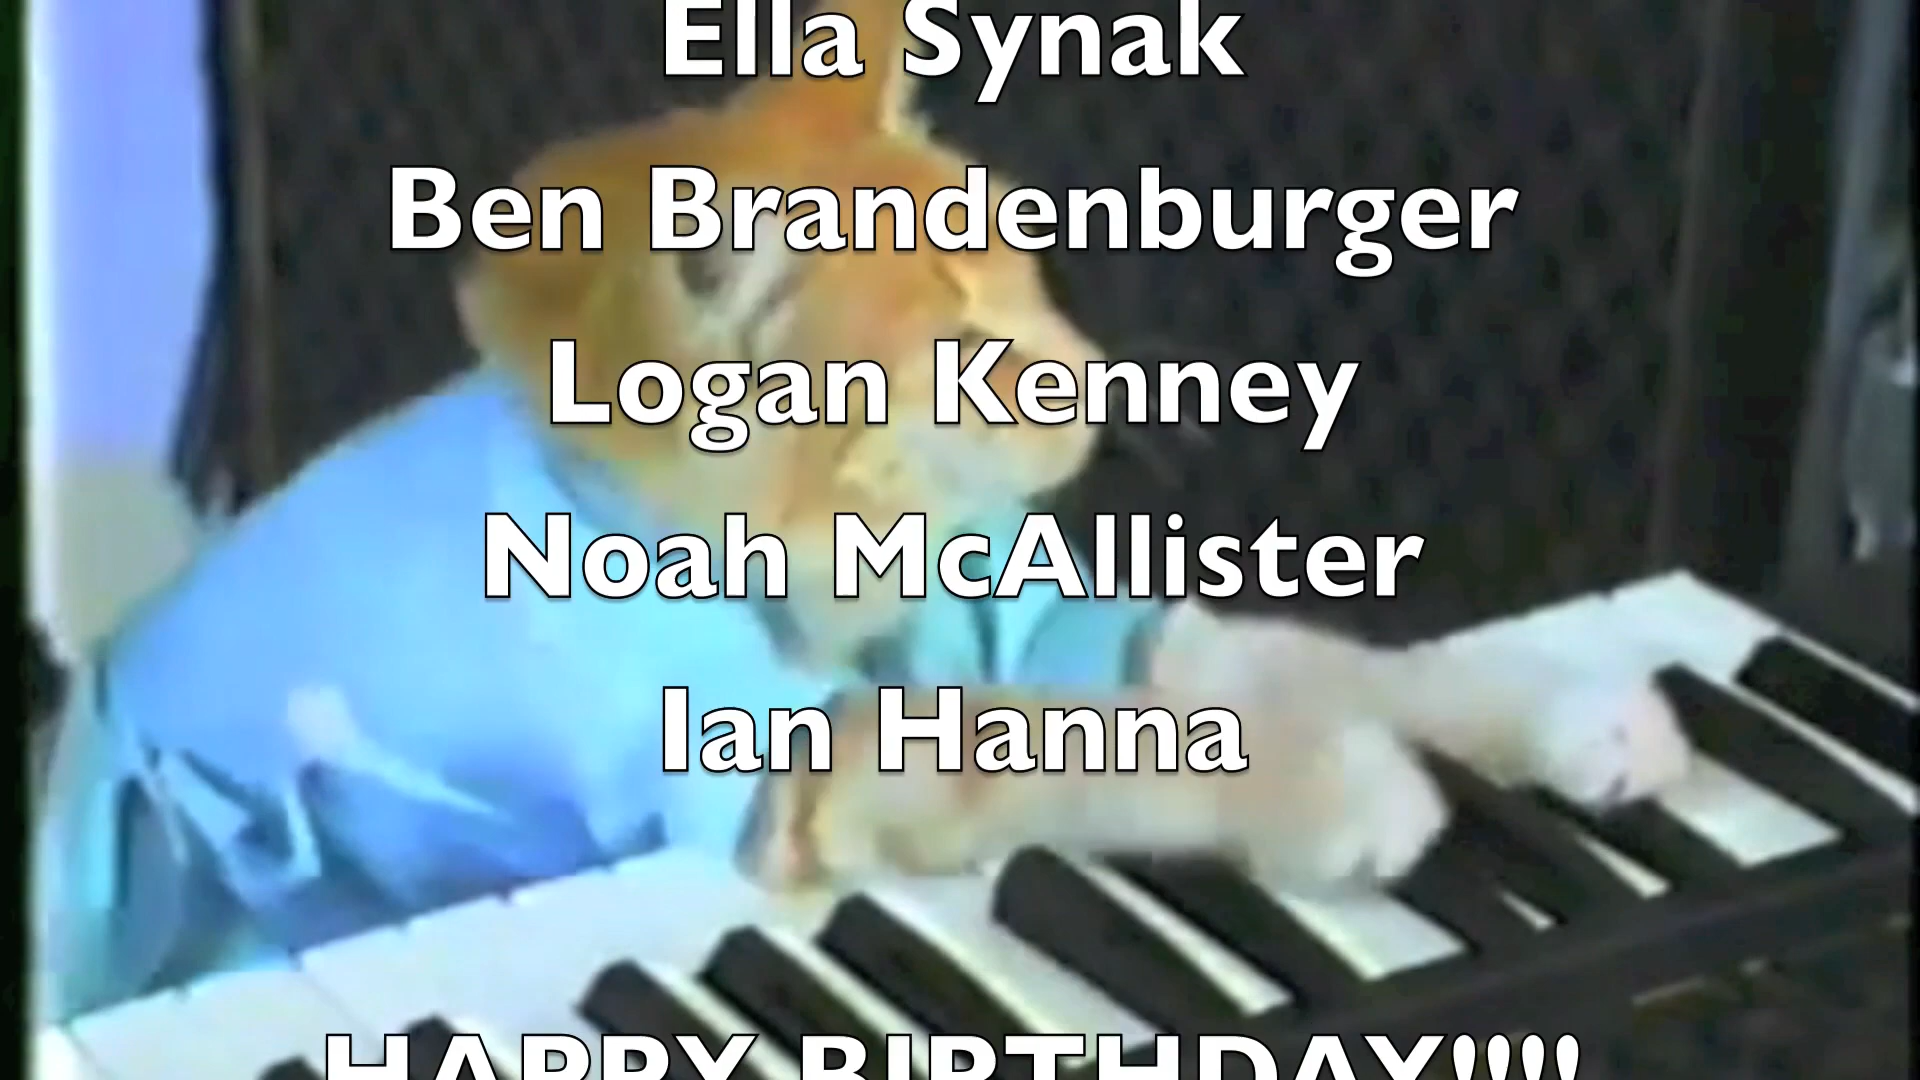 Ella Synak
Ben Brandenburger
Logan Kenney
Noah McAllister
Ian Hanna
HAPPY BIRTHDAY!!!!